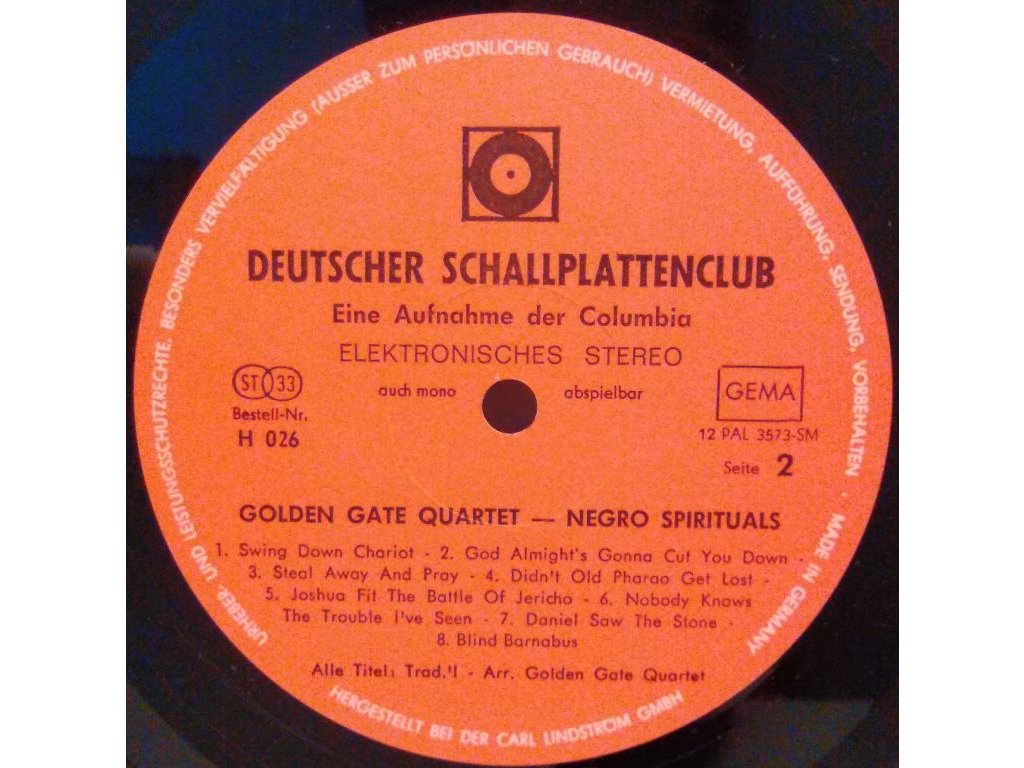 URHEBER- UND LEISTUNGSSCHUTZRECHTE, BESONDERS VERVIELFÄLTIGUNG (AUSSER ZUM PERSÖNLICHEN GEBRAUCH) VERMIETUNG, AUFFÜHRUNG, SENDUNG, VORBEHALTEN · MADE IN GERMANY
DEUTSCHER SCHALLPLATTENCLUB
Eine Aufnahme der Columbia
ELEKTRONISCHES STEREO
auch mono abspielbar
ST 33
Bestell-Nr.
H 026
GEMA
12 PAL 3573-SM
Seite 2
GOLDEN GATE QUARTET — NEGRO SPIRITUALS
1. Swing Down Chariot - 2. God Almight's Gonna Cut You Down -
3. Steal Away And Pray - 4. Didn't Old Pharao Get Lost -
5. Joshua Fit The Battle Of Jericho - 6. Nobody Knows
The Trouble I've Seen - 7. Daniel Saw The Stone -
8. Blind Barnabus
Alle Titel: Trad.'l - Arr. Golden Gate Quartet
HERGESTELLT BEI DER CARL LINDSTROM GMBH